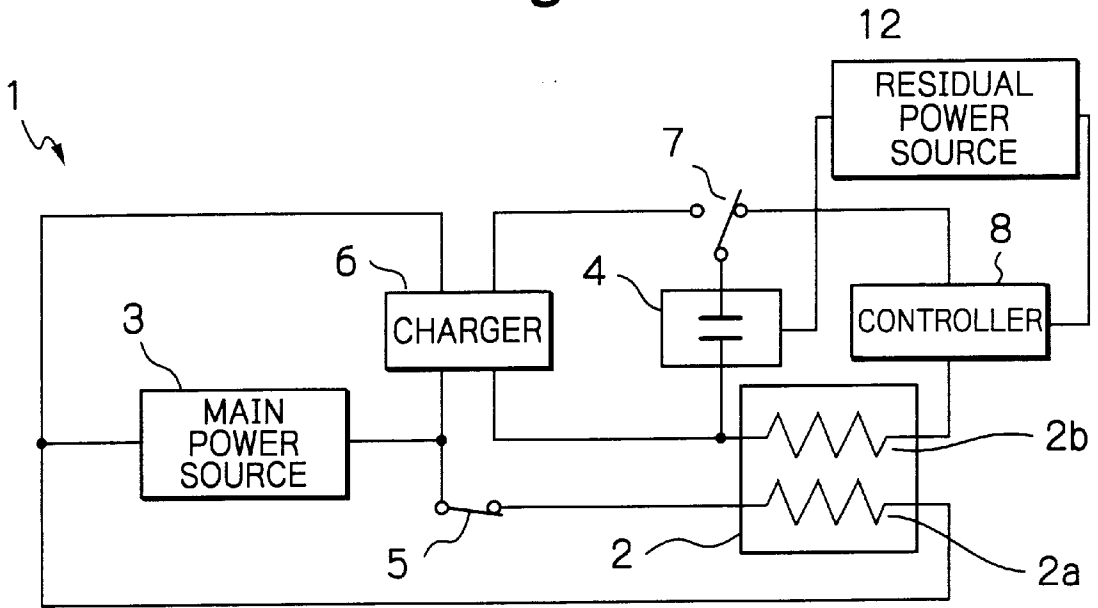 12
1
RESIDUAL
POWER
SOURCE
7
6
4
8
3
CHARGER
CONTROLLER
MAIN
POWER
SOURCE
2b
5
2
2a